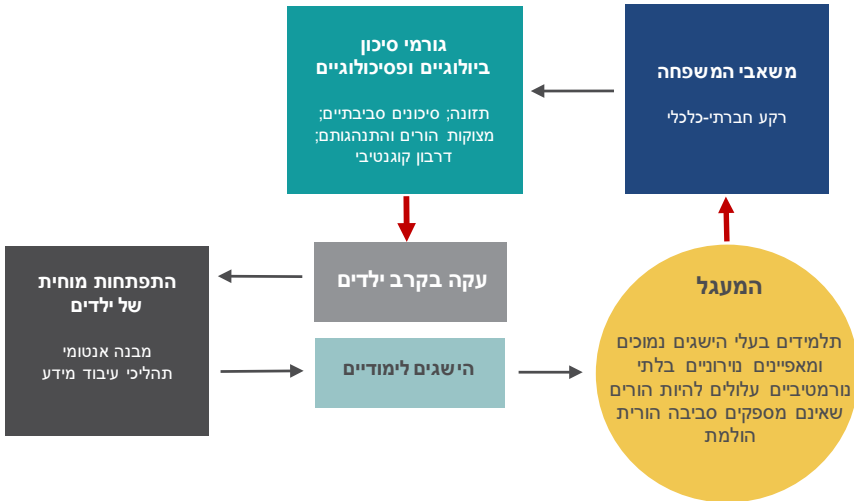 משאבי המשפחה
רקע חברתי-כלכלי
גורמי סיכון
ביולוגיים ופסיכולוגיים
תזונה; סיכונים סביבתיים;
מצוקות הורים והתנהגותם;
דרבון קוגנטיבי
עקה בקרב ילדים
התפתחות מוחית
של ילדים
מבנה אנטומי
תהליכי עיבוד מידע
הישגים לימודיים
המעגל
תלמידים בעלי הישגים נמוכים
ומאפיינים נוירוניים בלתי
נורמטיביים עלולים להיות הורים
שאינם מספקים סביבה הורית
הולמת